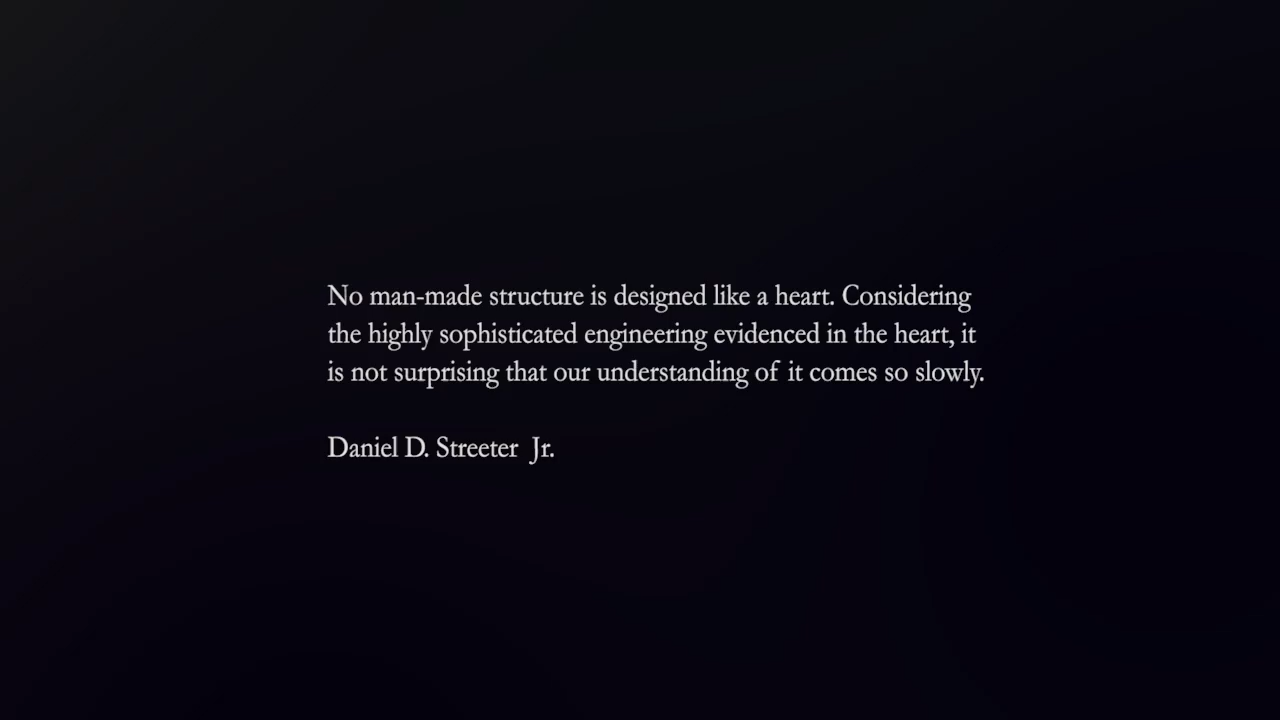 No man-made structure is designed like a heart. Considering
the highly sophisticated engineering evidenced in the heart, it
is not surprising that our understanding of it comes so slowly.
Daniel D. Streeter Jr.